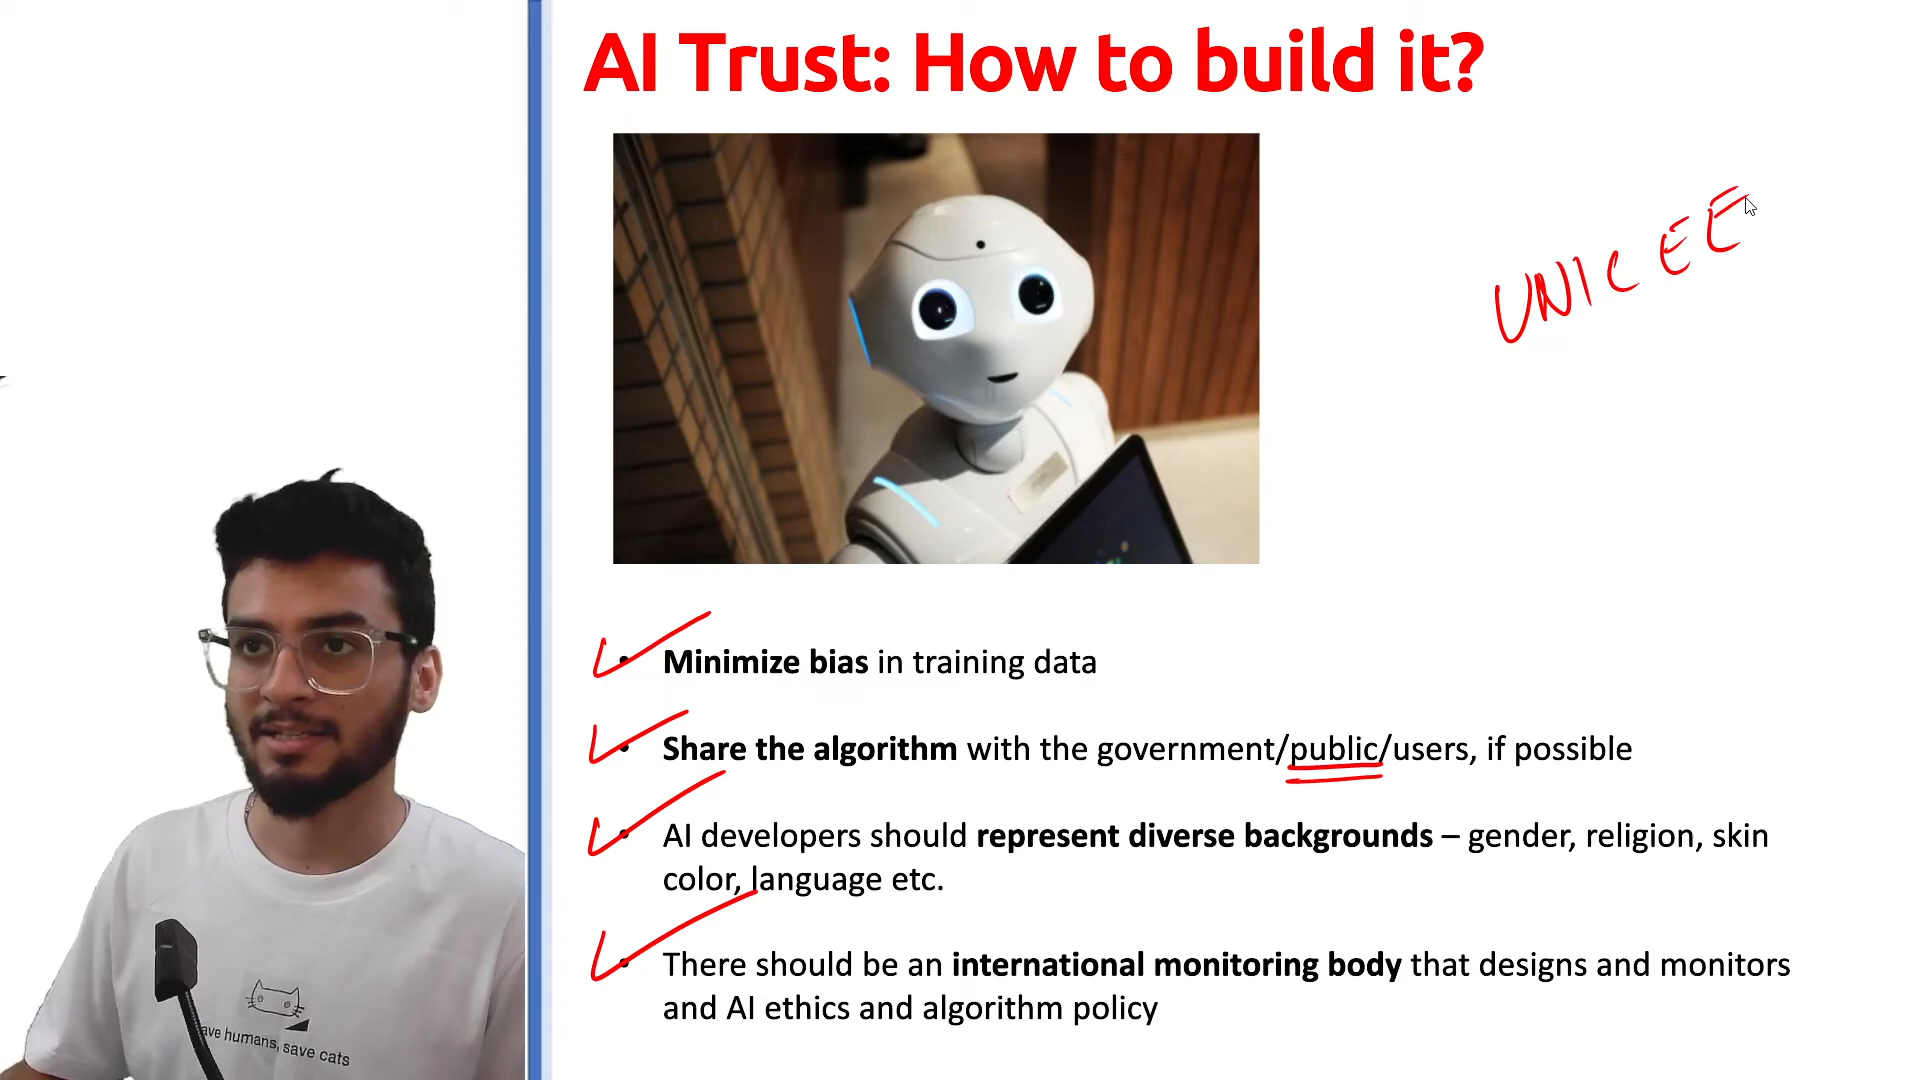 AI Trust: How to build it?
UNICEE
• Minimize bias in training data
• Share the algorithm with the government/public/users, if possible
• AI developers should represent diverse backgrounds – gender, religion, skin
color, language etc.
• There should be an international monitoring body that designs and monitors
and AI ethics and algorithm policy
ave humans, save cats